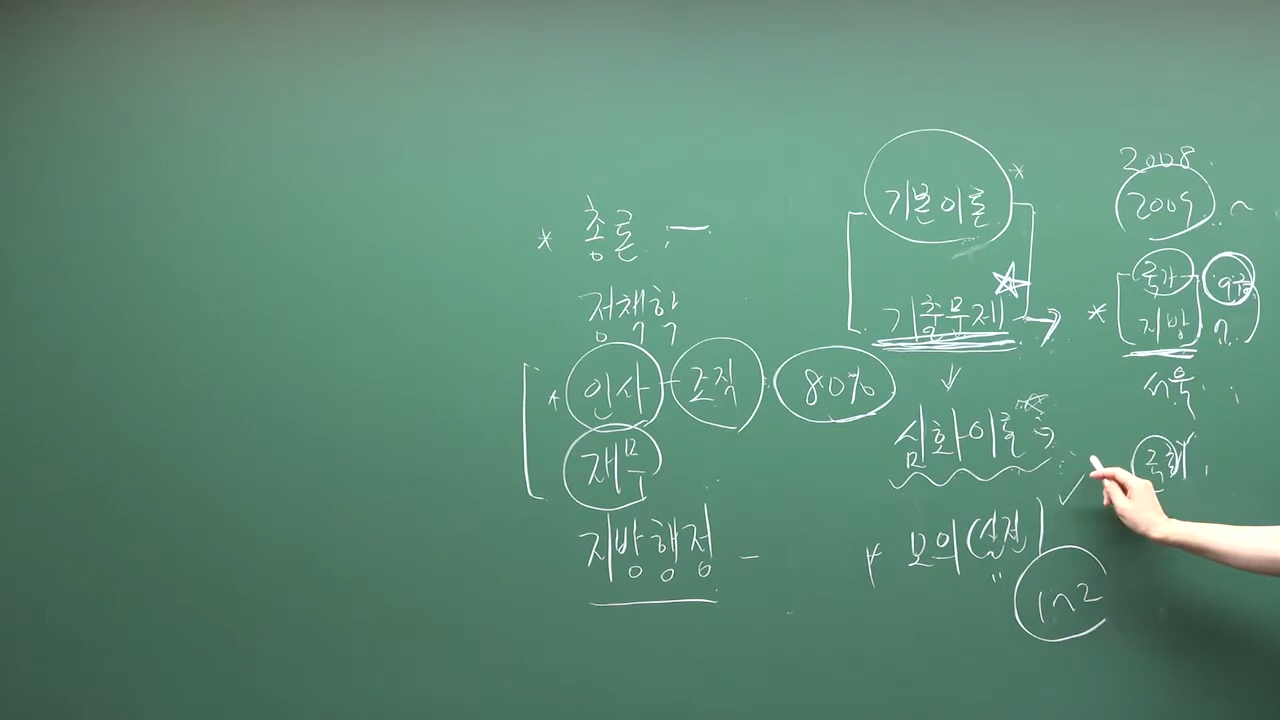 * 총론
정책학
* 인사 - 조직 80%
재무
지방행정 -
기본이론 *
기출문제
심화이론
모의(실전)
2008
2009 ~
국가 9급
* 지방 7
서울
국회